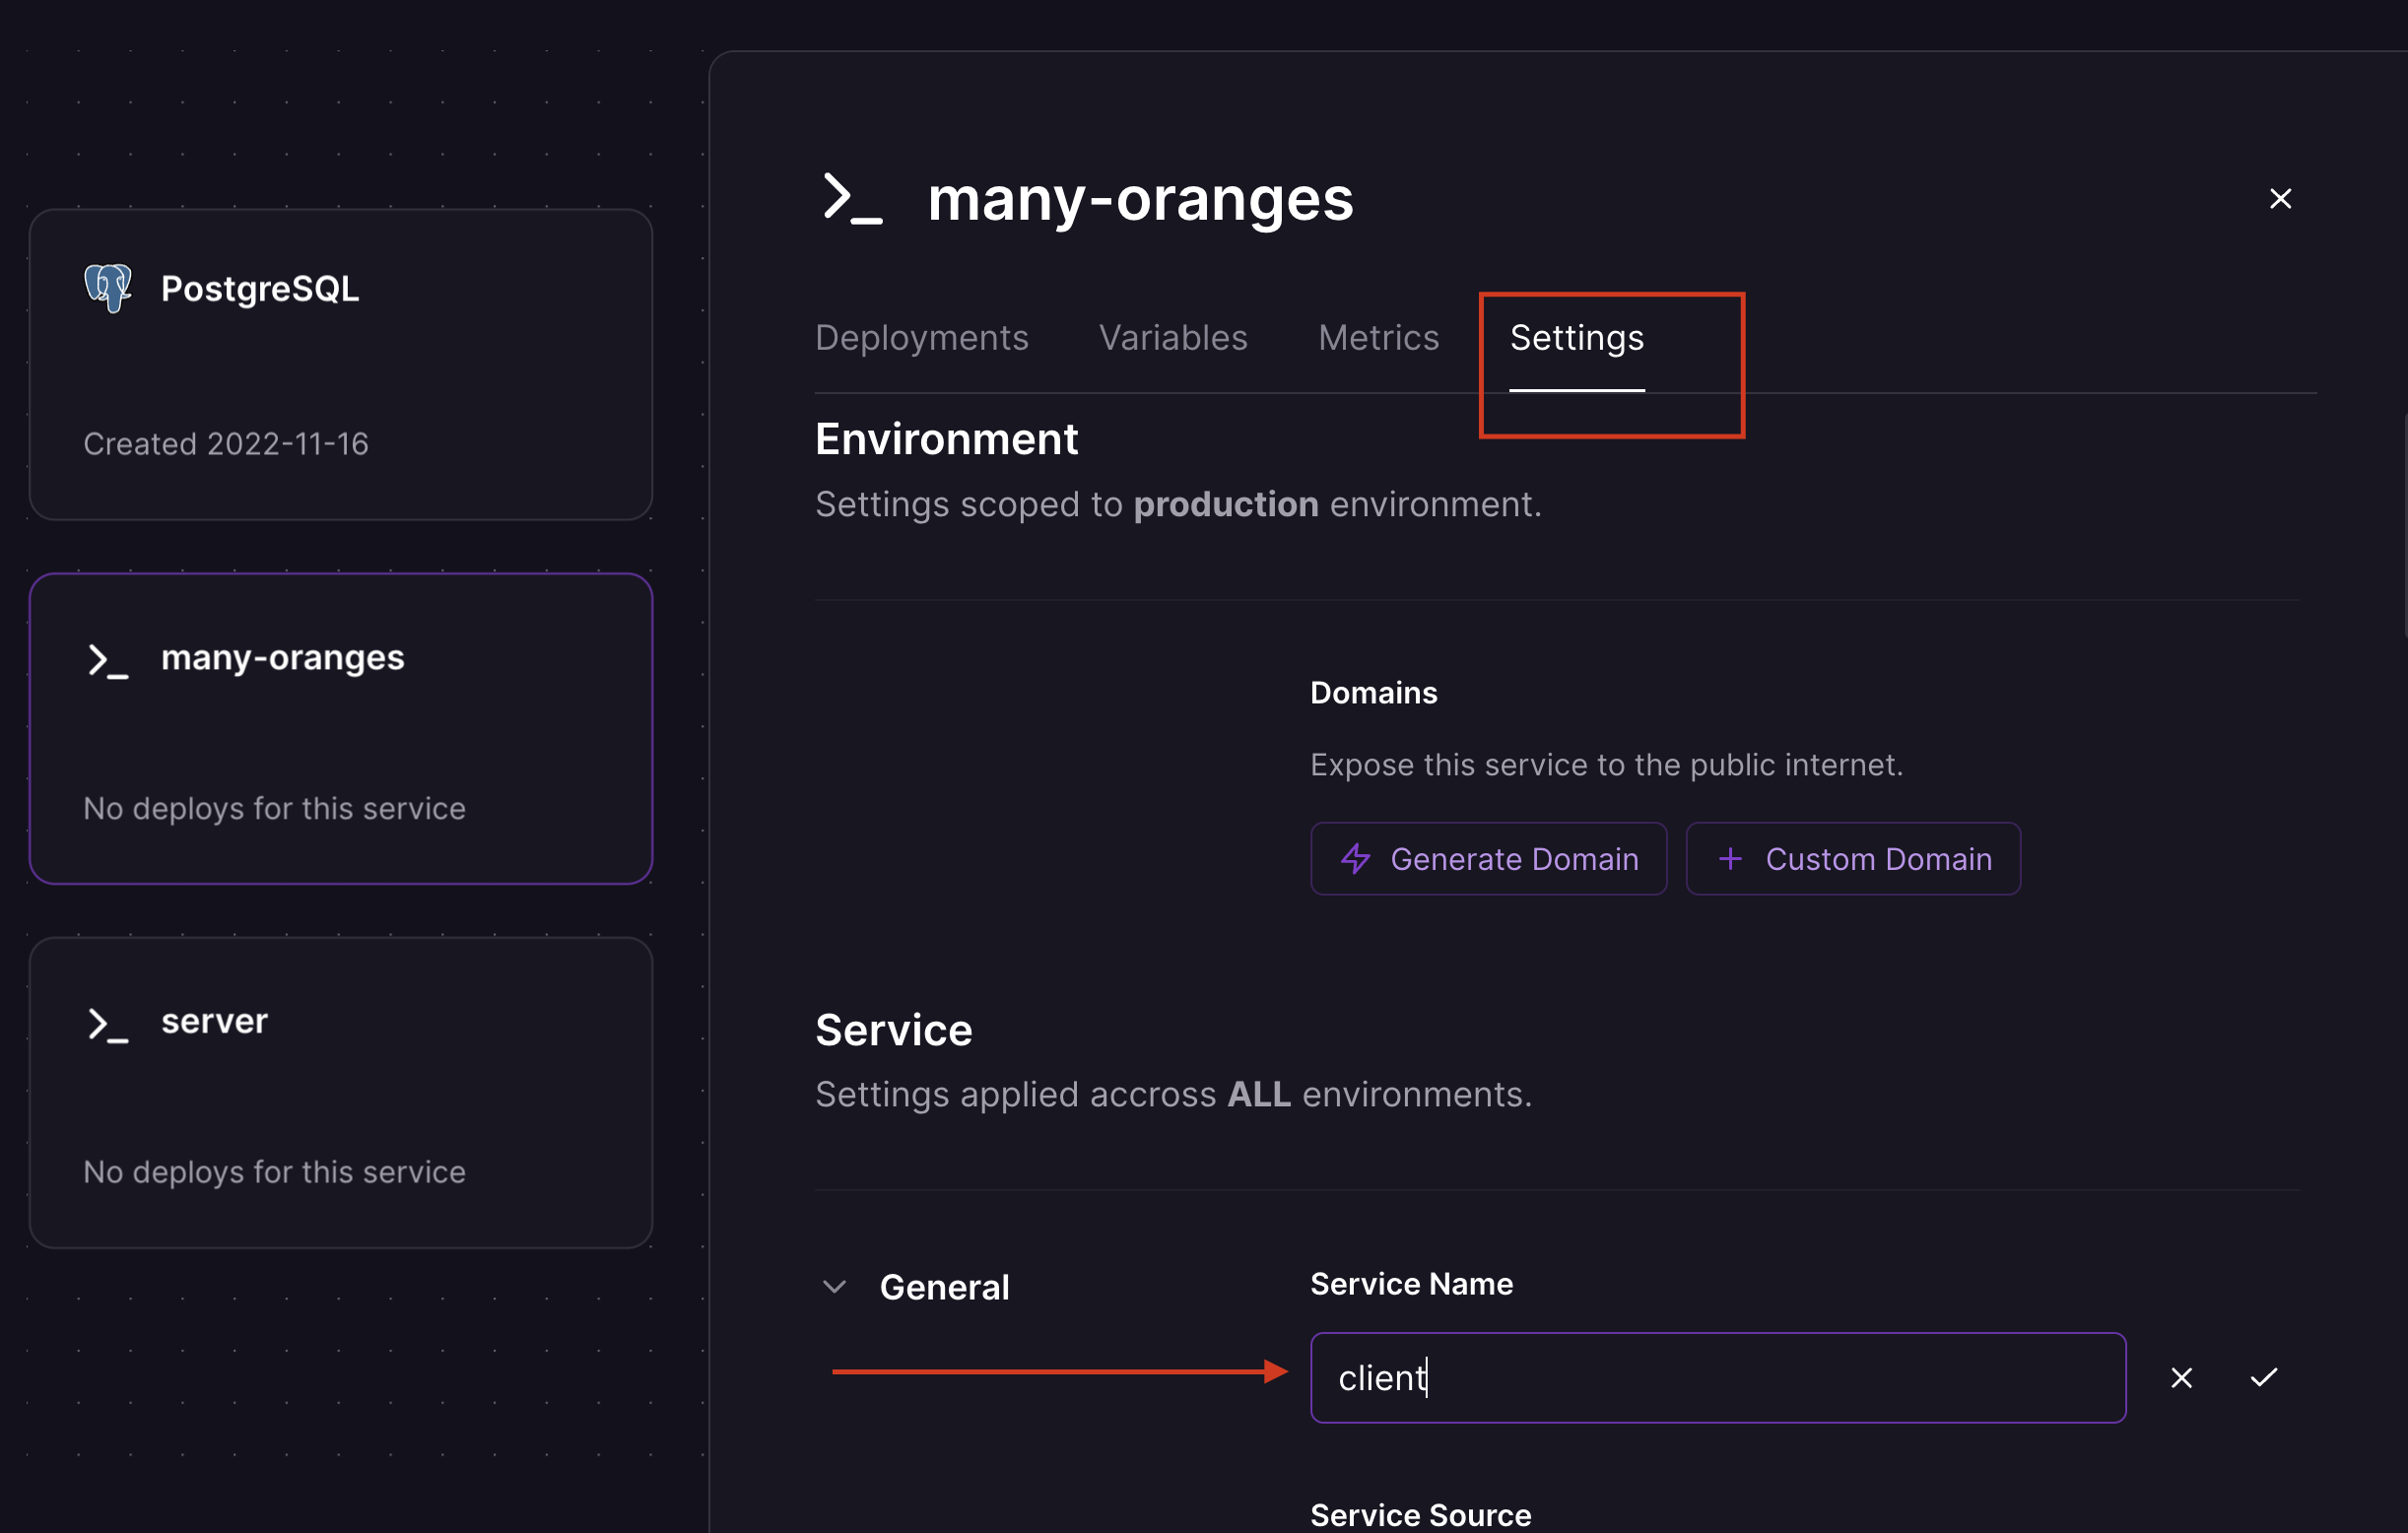 PostgreSQL
Created 2022-11-16
many-oranges
No deploys for this service
server
No deploys for this service
many-oranges
Deployments Variables Metrics Settings
Environment
Settings scoped to production environment.
Domains
Expose this service to the public internet.
Generate Domain + Custom Domain
Service
Settings applied accross ALL environments.
General
Service Name
client
Service Source